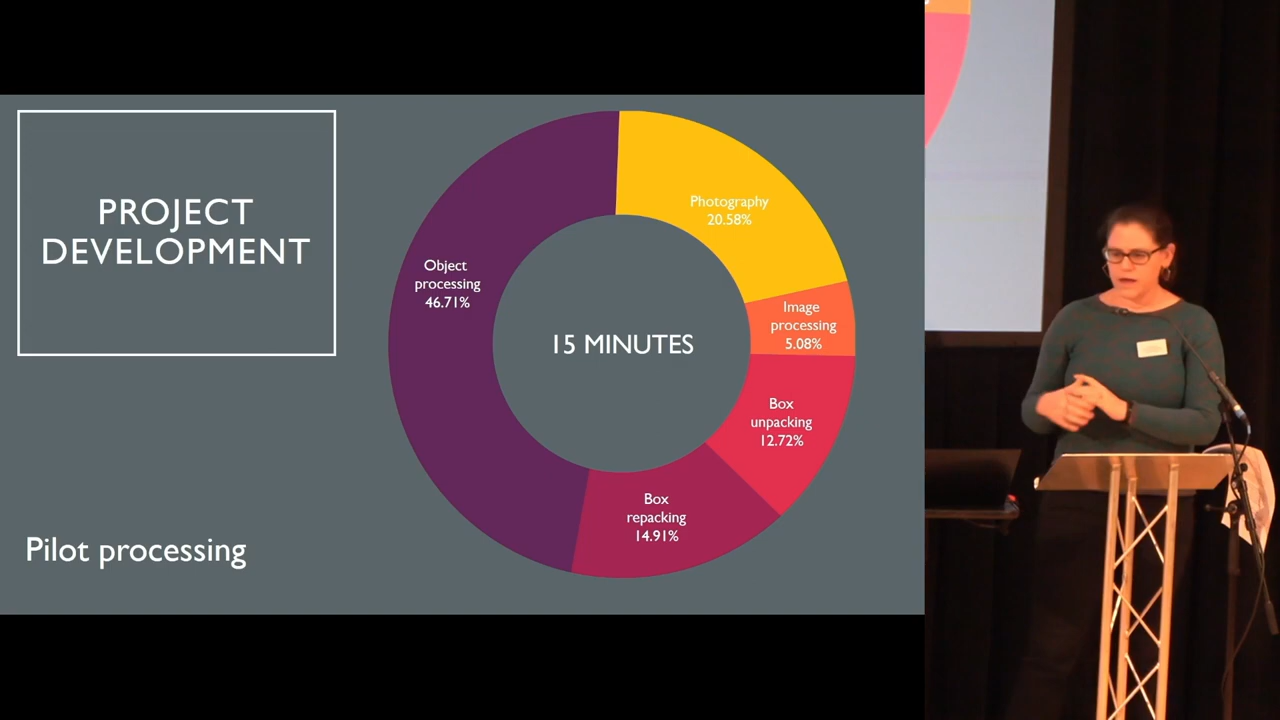 PROJECT
DEVELOPMENT
Pilot processing
Photography
20.58%
Image
processing
5.08%
Box
unpacking
12.72%
Box
repacking
14.91%
Object
processing
46.71%
15 MINUTES